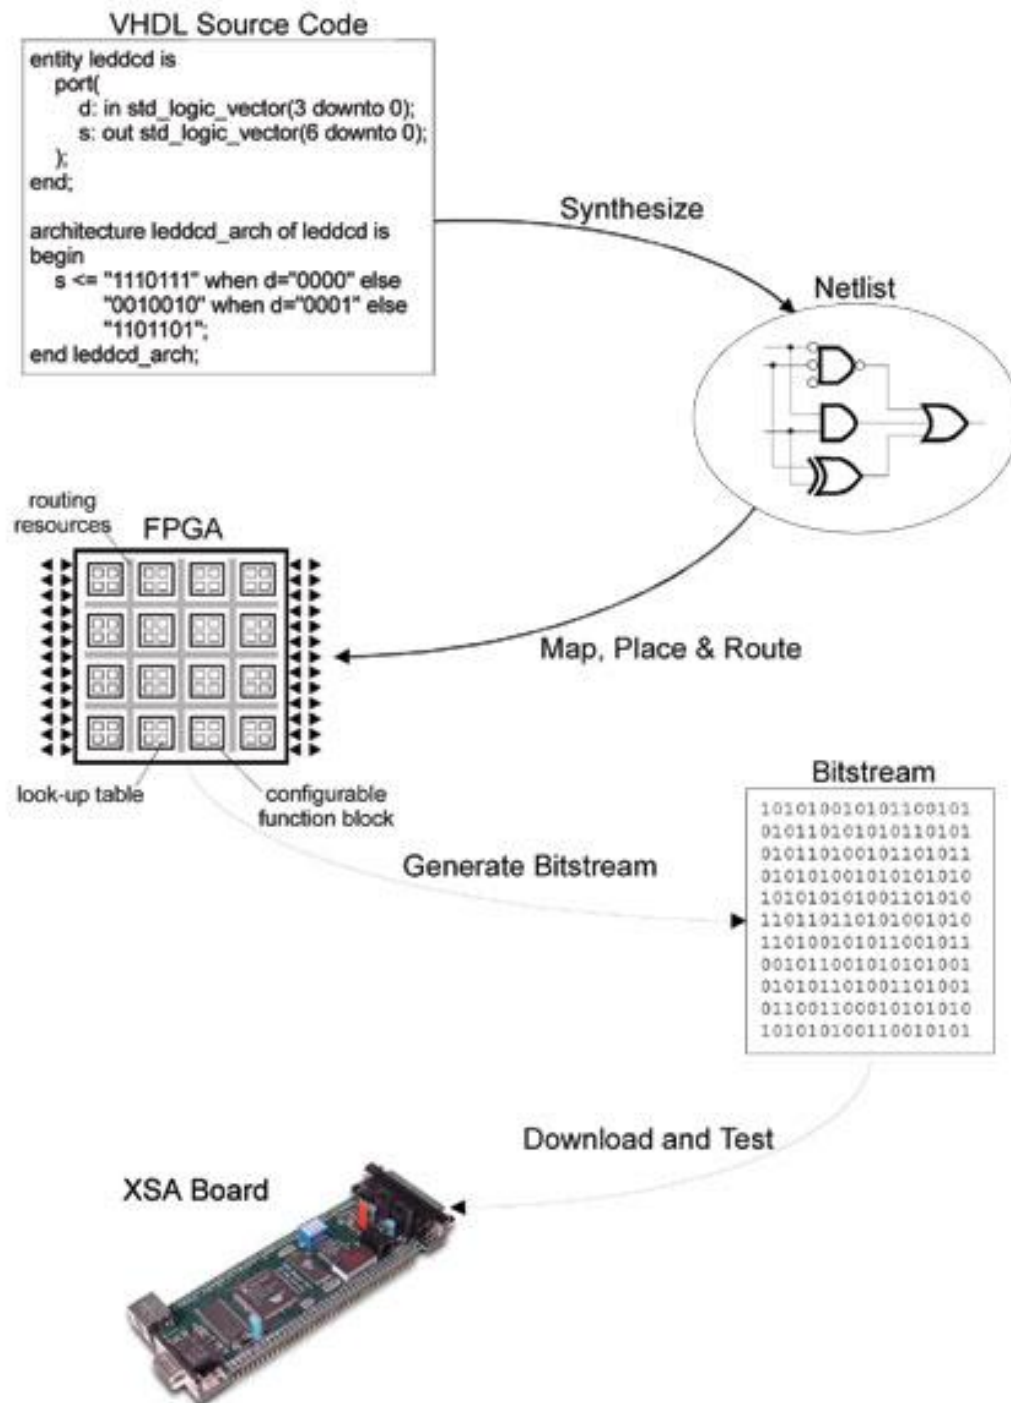 VHDL Source Code
entity leddcd is
port(
d: in std_logic_vector(3 downto 0);
s: out std_logic_vector(6 downto 0);
);
end;
architecture leddcd_arch of leddcd is
begin
s <= "1110111" when d="0000" else
"0010010" when d="0001" else
"1101101";
end leddcd_arch;
Synthesize
Netlist
routing
resources
FPGA
Map, Place & Route
look-up table
configurable
function block
Generate Bitstream
Bitstream
101010010101100101
010110101010110101
010110100101101011
010101001010101010
101010101001101010
110110110101001010
110100101011001011
001011001010101001
010101101001101001
011001100010101010
101010100110010101
Download and Test
XSA Board